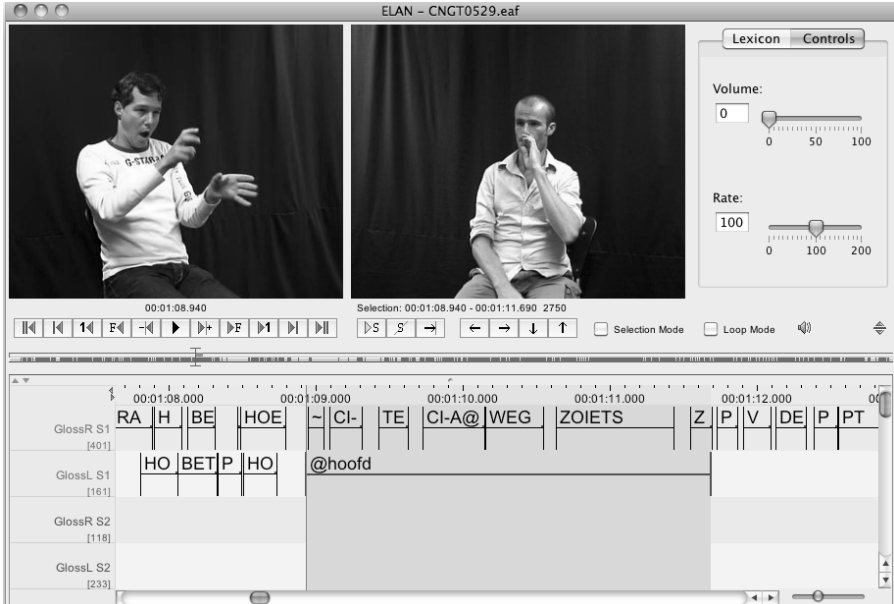 ELAN – CNGT0529.eaf
Lexicon Controls
Volume:
0
0 50 100
Rate:
100
0 100 200
G-STAR
00:01:08.940
Selection: 00:01:08.940 - 00:01:11.690 2750
1 F + F 1 S S Selection Mode Loop Mode
00:01:08.000 00:01:09.000 00:01:10.000 00:01:11.000 00:01:12.000 00
GlossR S1 RA H BE HOE ~ CI- TE CI-A@ WEG ZOIETS Z P V DE P PT
[401]
GlossL S1 HO BET P HO @hoofd
[161]
GlossR S2
[118]
GlossL S2
[233]